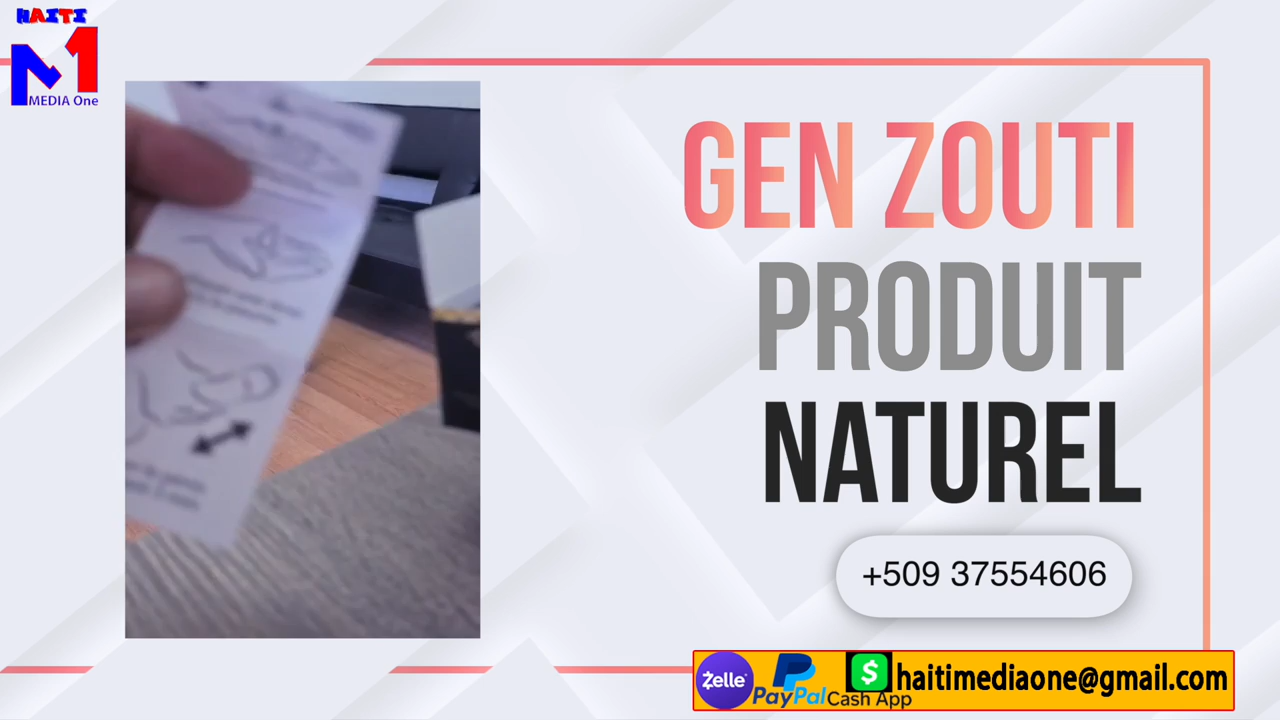 HAITI
M1
MEDIA One
GEN ZOUTI
PRODUIT
NATUREL
+509 37554606
Zelle
PayPal
Cash App
haitimediaone@gmail.com